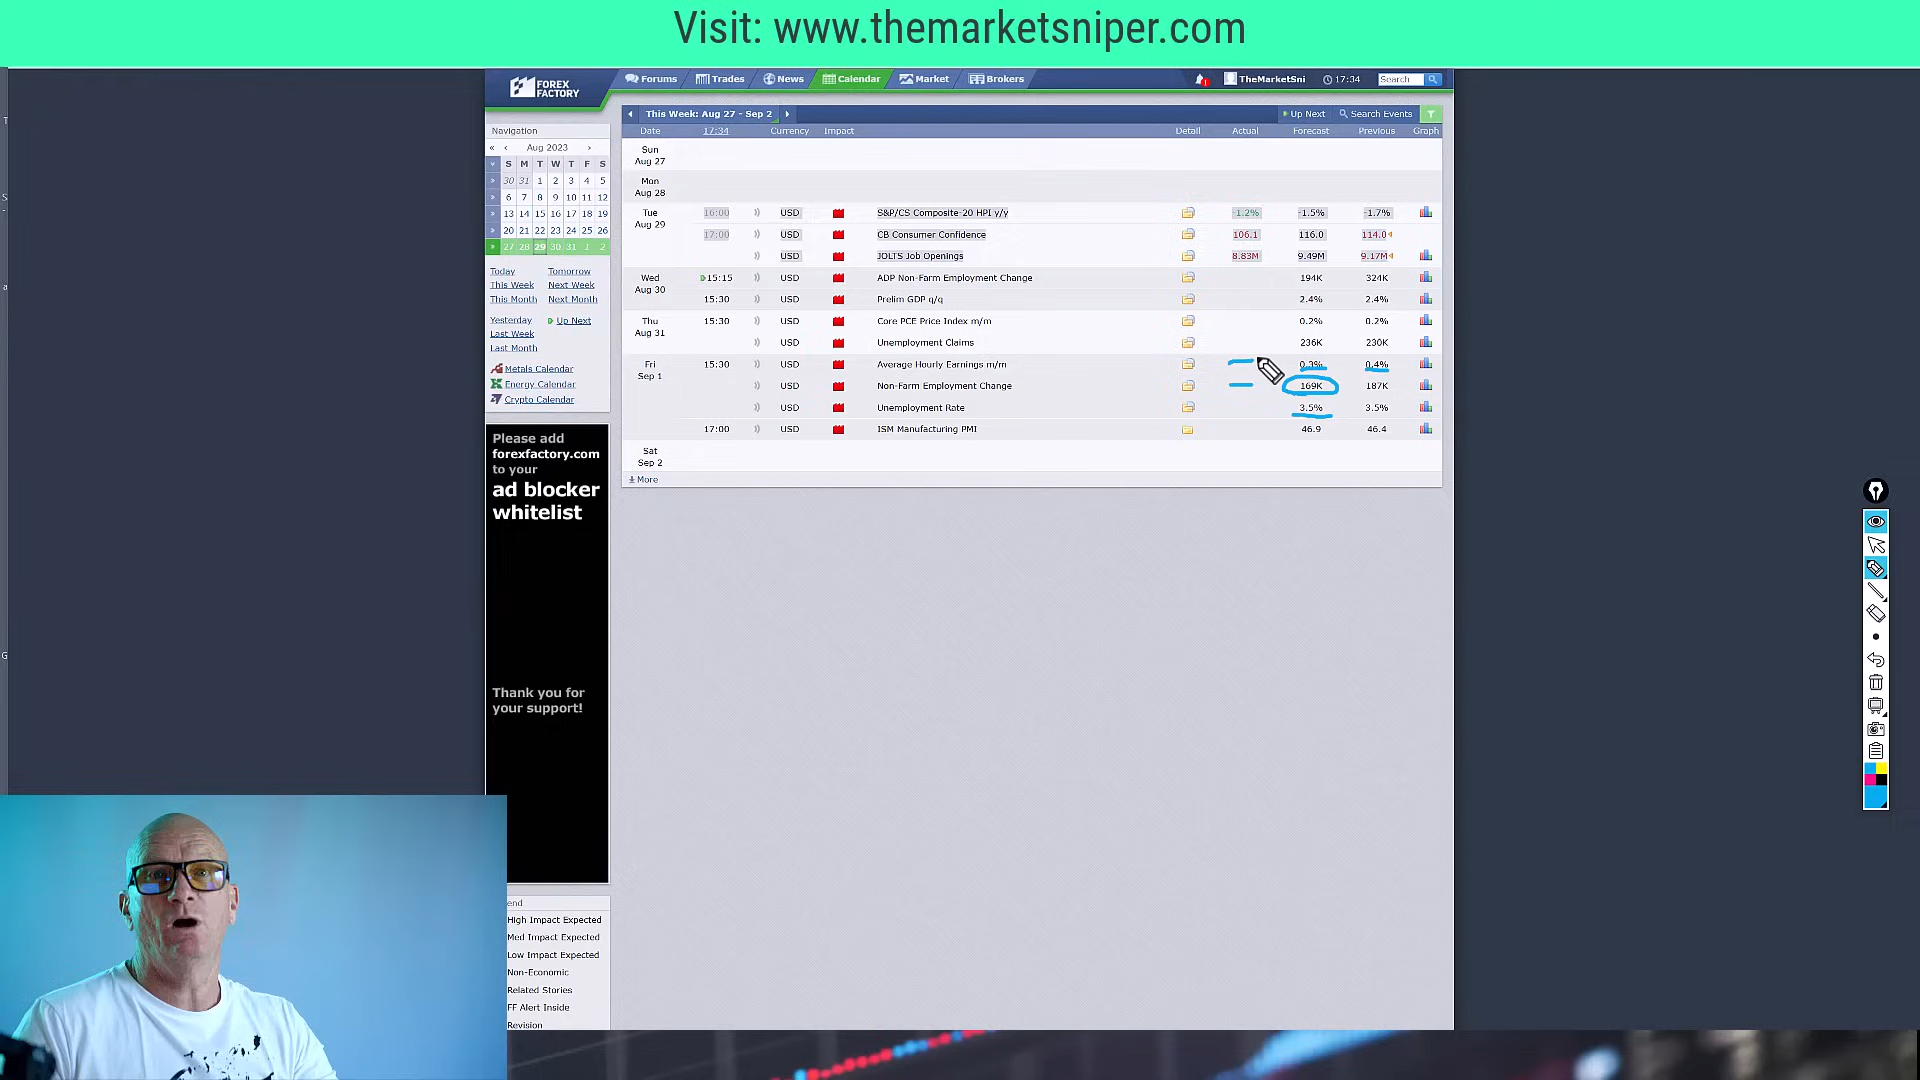 Visit: www.themarketsniper.com
FOREX FACTORY
Forums Trades News Calendar Market Brokers
TheMarketSni 17:34 Search
Navigation
« ‹ Aug 2023 ›
S M T W T F S
30 31 1 2 3 4 5
6 7 8 9 10 11 12
13 14 15 16 17 18 19
20 21 22 23 24 25 26
27 28 29 30 31 1 2
Today Tomorrow
This Week Next Week
This Month Next Month
Yesterday Up Next
Last Week
Last Month
Metals Calendar
Energy Calendar
Crypto Calendar
Please add
forexfactory.com
to your
ad blocker
whitelist
Thank you for
your support!
end
High Impact Expected
Med Impact Expected
Low Impact Expected
Non-Economic
Related Stories
FF Alert Inside
Revision
This Week: Aug 27 - Sep 2 Up Next Search Events
Date 17:34 Currency Impact Detail Actual Forecast Previous Graph
Sun
Aug 27
Mon
Aug 28
Tue
Aug 29
16:00 USD S&P/CS Composite-20 HPI y/y -1.2% -1.5% -1.7%
17:00 USD CB Consumer Confidence 106.1 116.0 114.0
USD JOLTS Job Openings 8.83M 9.49M 9.17M
Wed
Aug 30
15:15 USD ADP Non-Farm Employment Change 194K 324K
15:30 USD Prelim GDP q/q 2.4% 2.4%
Thu
Aug 31
15:30 USD Core PCE Price Index m/m 0.2% 0.2%
USD Unemployment Claims 236K 230K
Fri
Sep 1
15:30 USD Average Hourly Earnings m/m 0.3% 0.4%
USD Non-Farm Employment Change 169K 187K
USD Unemployment Rate 3.5% 3.5%
17:00 USD ISM Manufacturing PMI 46.9 46.4
Sat
Sep 2
More